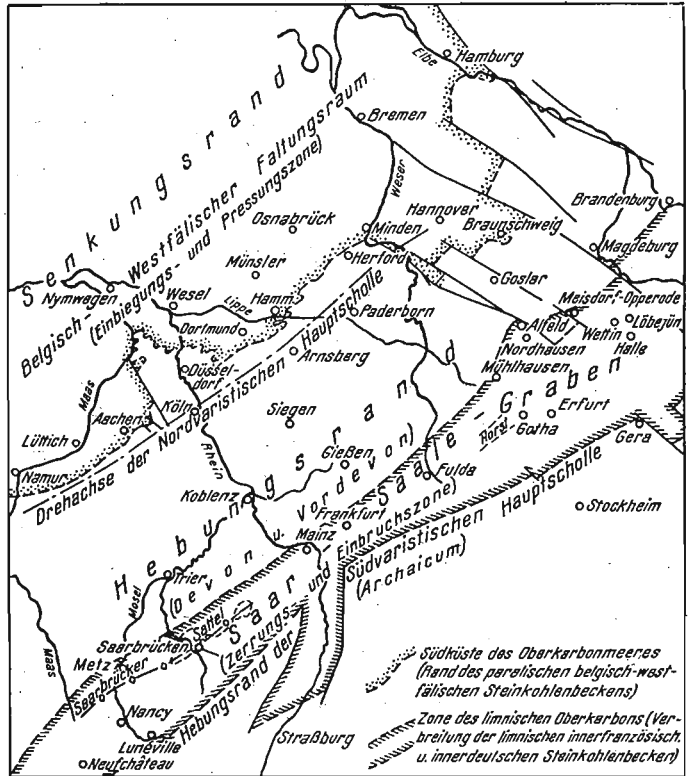 Hamburg
Elbe
Bremen
Senkungsrand
Belgisch-Westfälischer Faltungsraum
(Einbiegungs- und Pressungszone)
Weser
Brandenburg
Hannover
Osnabrück
Minden
Braunschweig
Magdeburg
Herford
Münsler
Goslar
Nymwegen
Wesel
Lippe
Hamm
Meisdorf-Opperode
Paderborn
Dortmund
Alfeld
Wettin
Löbejün
Nordhausen
Halle
Arnsberg
Düssel-
dorf
Mühlhausen
Maas
Köln
Aachen
Siegen
Erfurt
Gotha
Lüttich
Gera
Rhein
Gießen
Namur
Drehachse der Nordvaristischen Hauptscholle
Fulda
Koblenz
Hebungsrand
(Devon u. Vordevon)
Saar Saale Graben
(Zerrungs- und Einbruchszone)
Frankfurt
Stockheim
Mainz
Hebungsrand der Südvaristischen Hauptscholle
(Archaicum)
Trier
Mosel
Saarbrücken
Saarbrücker Sattel
Metz
Maas
Nancy
Lunéville
Straßburg
Neufchâteau
Südküste des Oberkarbonmeeres
(Rand des paralischen belgisch-west-
fälischen Steinkohlenbeckens)
Zone des limnischen Oberkarbons (Ver-
breitung der limnischen innerfranzösisch.
u. innerdeutschen Steinkohlenbecken)